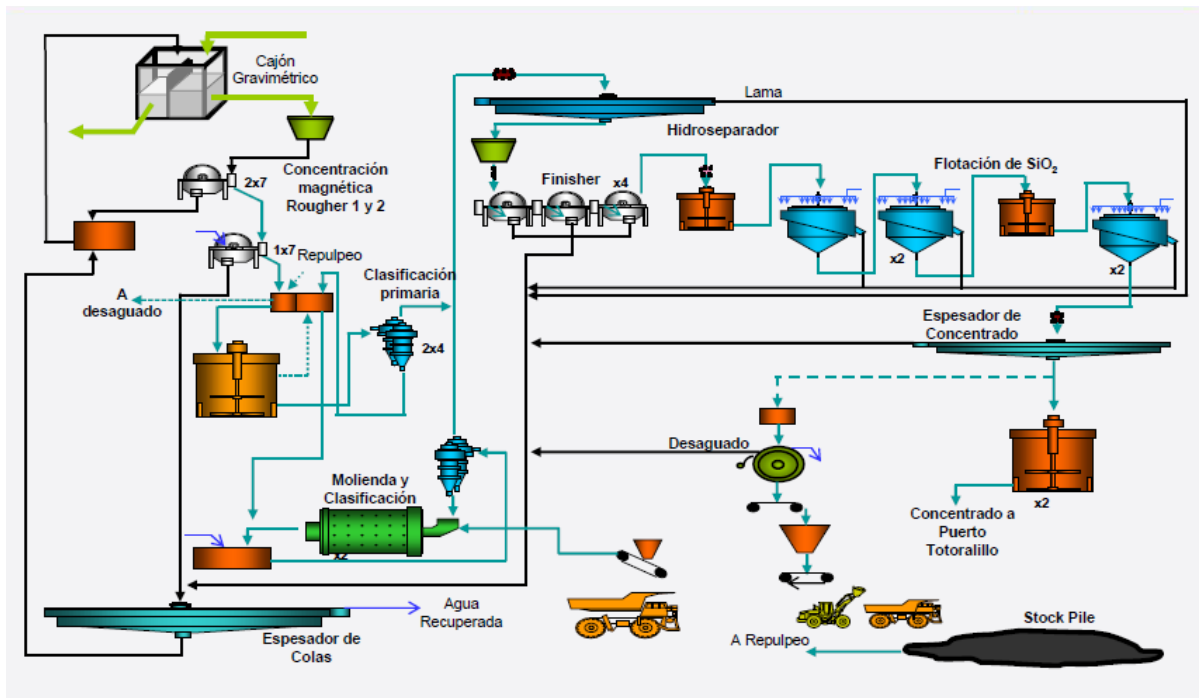 Cajón
Gravimétrico
Lama
Hidroseparador
2x7
Concentración
magnética
Rougher 1 y 2
Finisher
x4
Flotación de SiO2
1x7
Repulpeo
x2
x2
A
desaguado
Clasificación
primaria
2x4
Espesador de
Concentrado
Desaguado
Molienda y
Clasificación
x2
x2
Concentrado a
Puerto
Totoralillo
Agua
Recuperada
Espesador de
Colas
Stock Pile
A Repulpeo